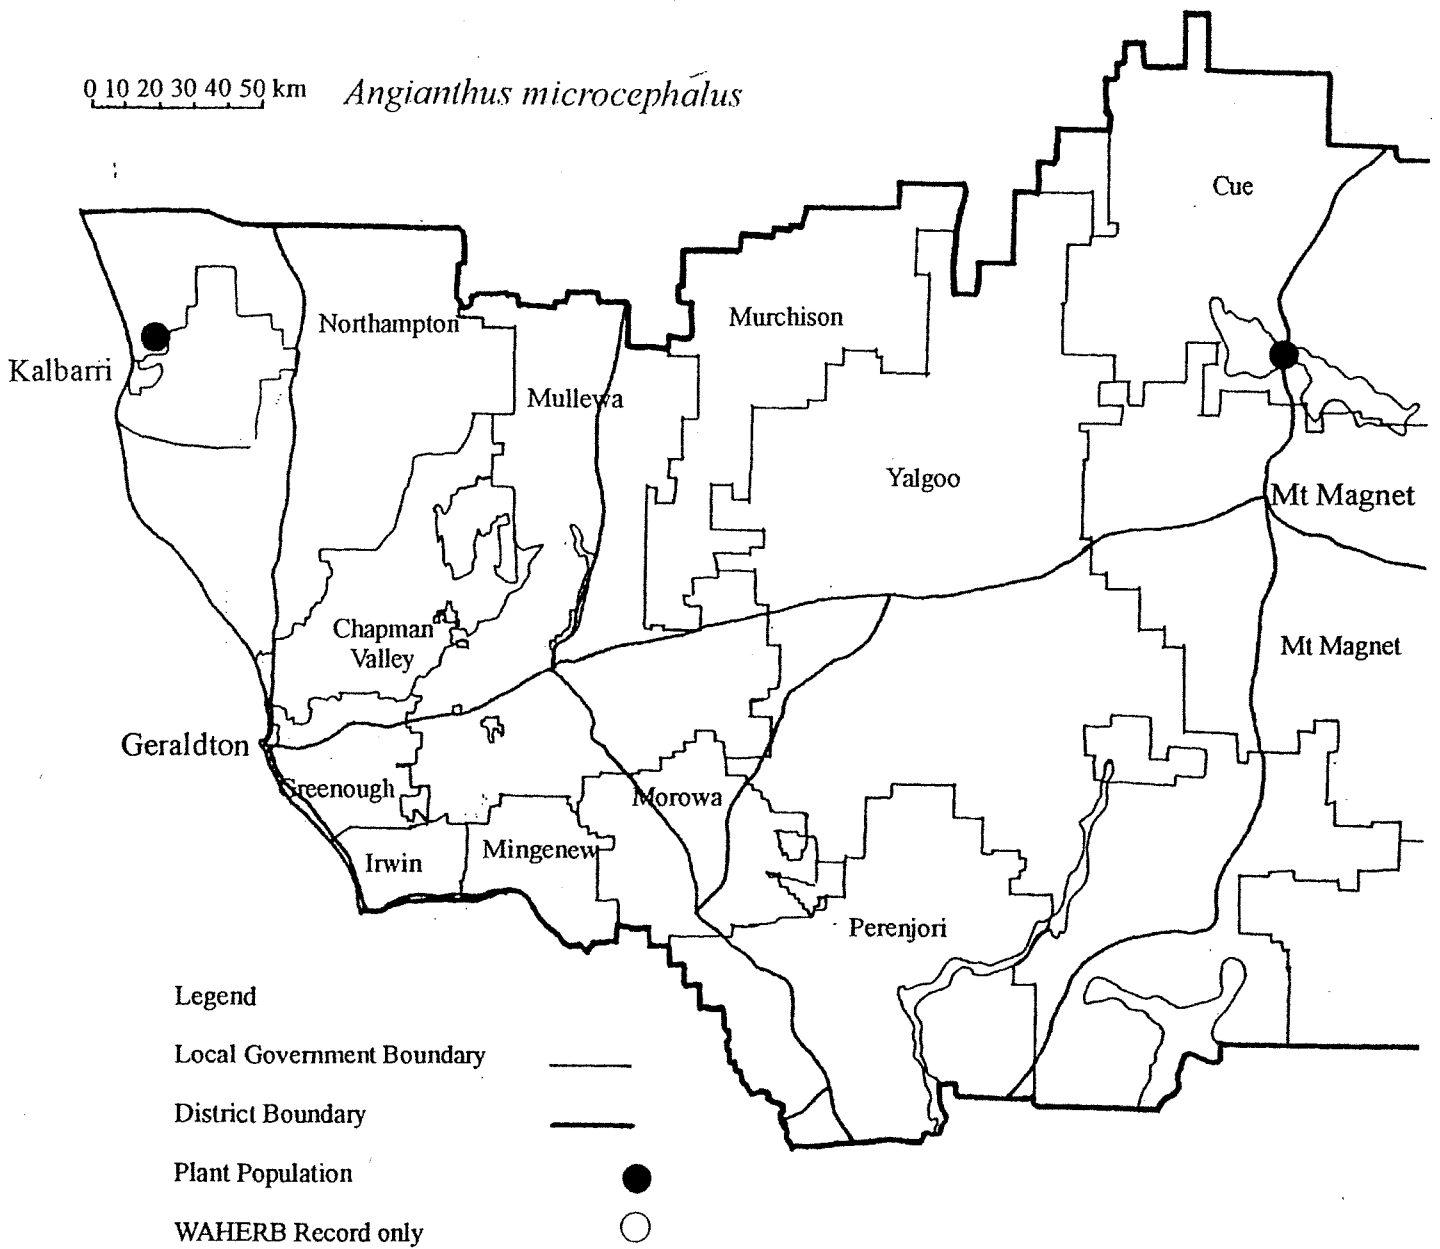 0 10 20 30 40 50 km
Angianthus microcephalus
Cue
Northampton
Murchison
Kalbarri
Mullewa
Yalgoo
Mt Magnet
Chapman
Valley
Mt Magnet
Geraldton
Greenough
Morowa
Irwin
Mingenew
Perenjori
Legend
Local Government Boundary
District Boundary
Plant Population
WAHERB Record only